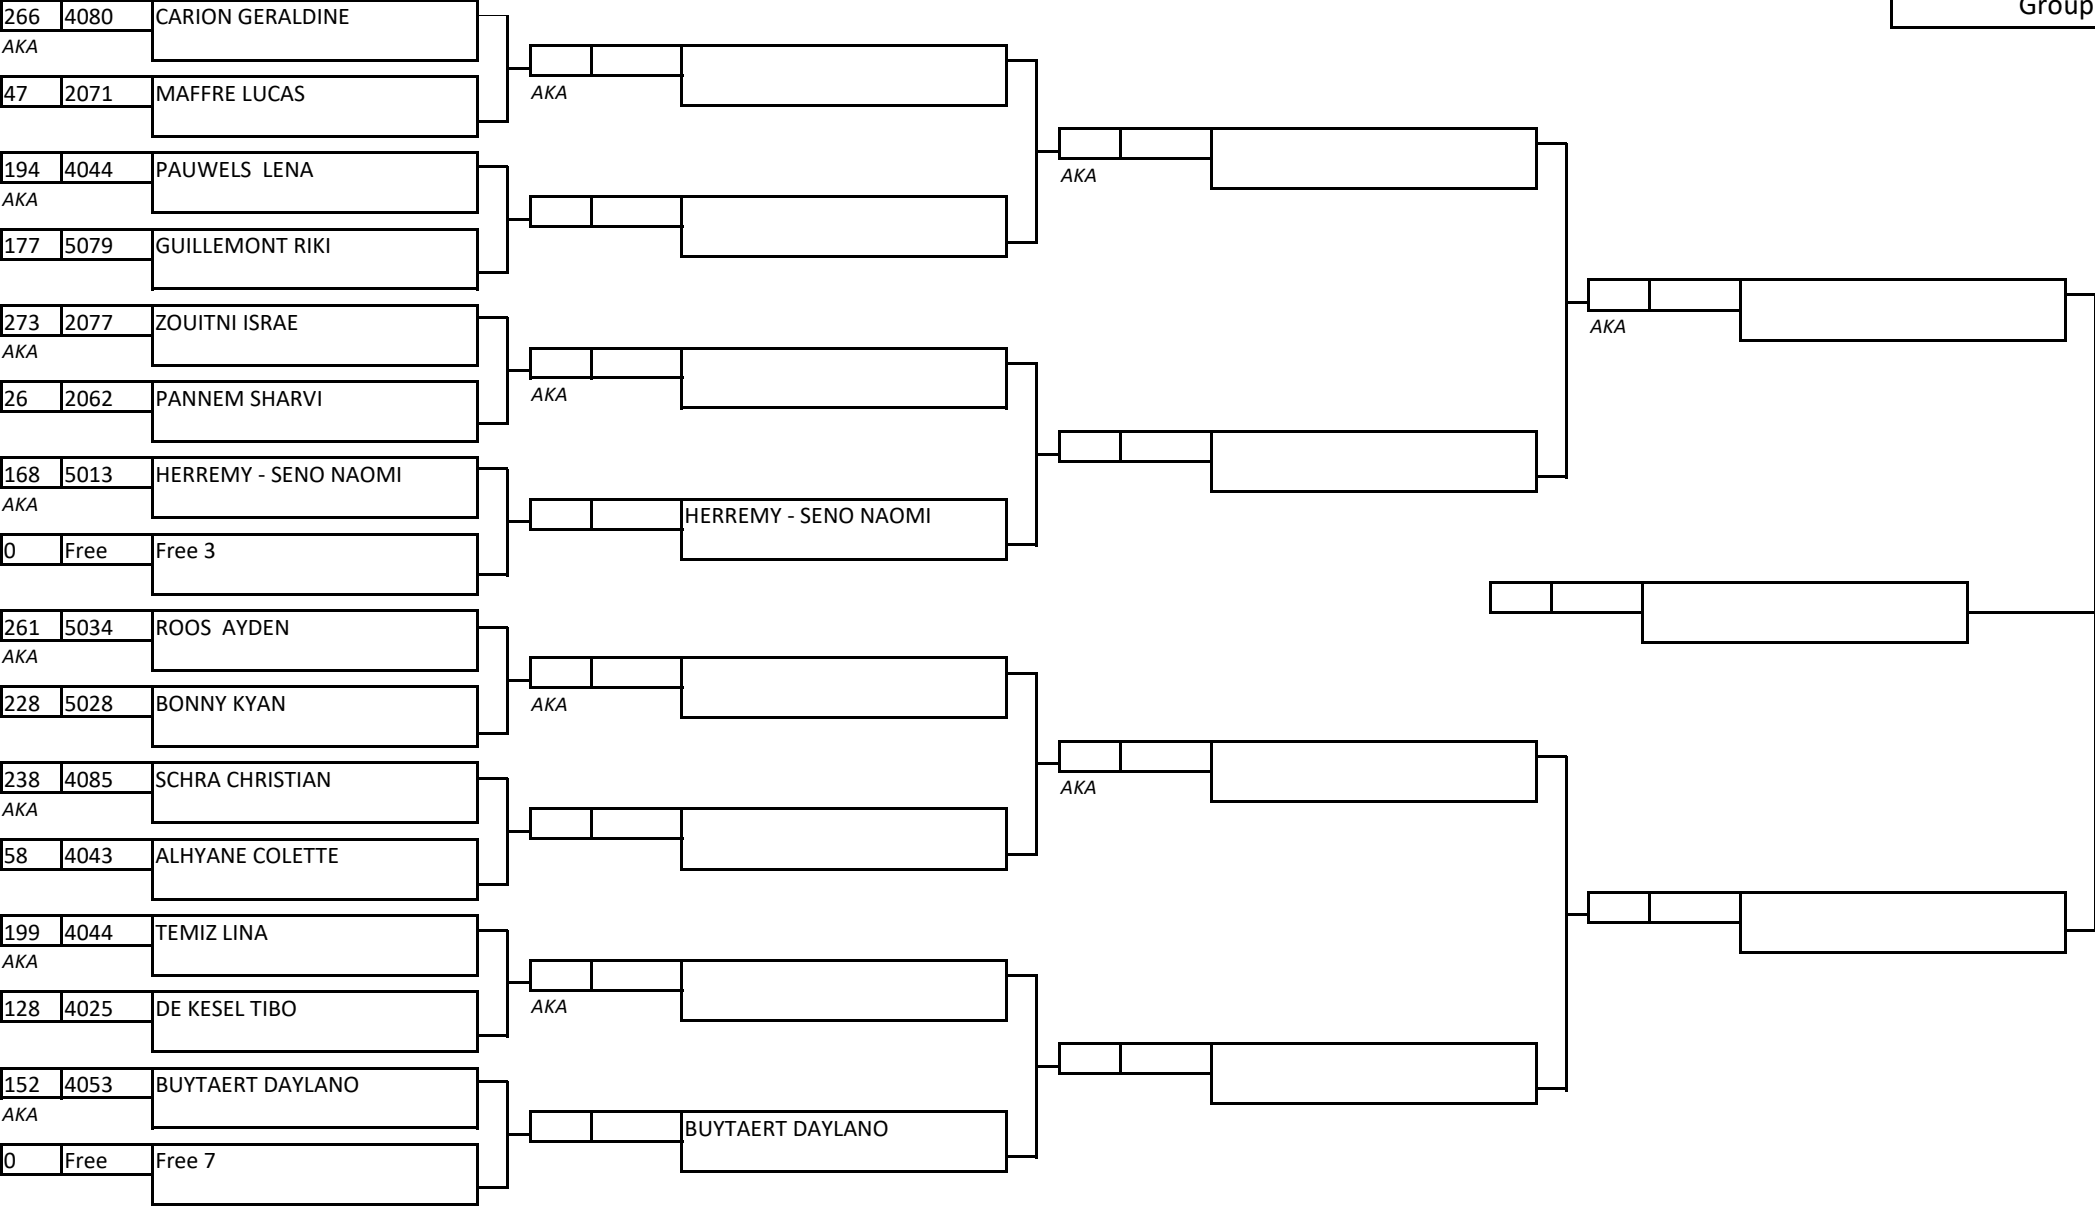 266 4080 CARION GERALDINE
Group
AKA
AKA
47 2071 MAFFRE LUCAS
AKA
194 4044 PAUWELS  LENA
AKA
177 5079 GUILLEMONT RIKI
273 2077 ZOUITNI ISRAE
AKA
AKA
26 2062 PANNEM SHARVI
AKA
168 5013 HERREMY - SENO NAOMI
AKA
HERREMY - SENO NAOMI
0 Free Free 3
261 5034 ROOS  AYDEN
AKA
228 5028 BONNY KYAN
AKA
238 4085 SCHRA CHRISTIAN
AKA
AKA
58 4043 ALHYANE COLETTE
199 4044 TEMIZ LINA
AKA
128 4025 DE KESEL TIBO
AKA
152 4053 BUYTAERT DAYLANO
AKA
BUYTAERT DAYLANO
0 Free Free 7